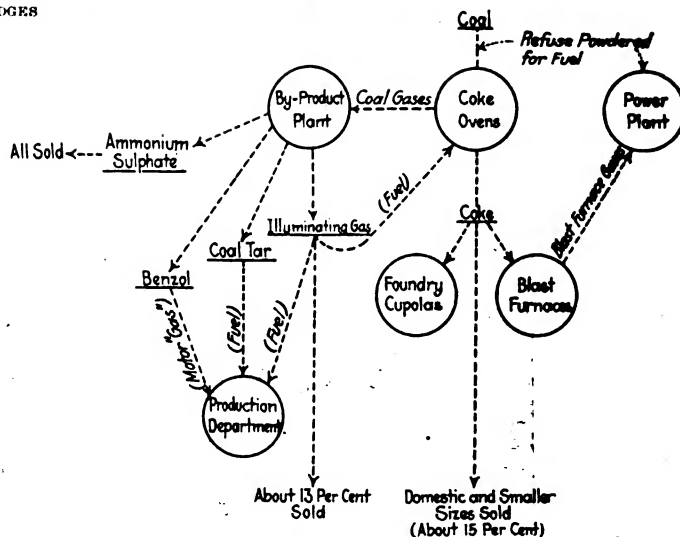 DGES
Coal
Refuse Powdered
for Fuel
By-Product
Plant
Coal Gases
Coke
Ovens
Power
Plant
All Sold
Ammonium
Sulphate
(Fuel)
Blast Furnace Gases
Illuminating Gas
Coke
Coal Tar
Benzol
Foundry
Cupolas
Blast
Furnaces
(Motor "Gas")
(Fuel)
(Fuel)
Production
Department
About 13 Per Cent
Sold
Domestic and Smaller
Sizes Sold
(About 15 Per Cent)